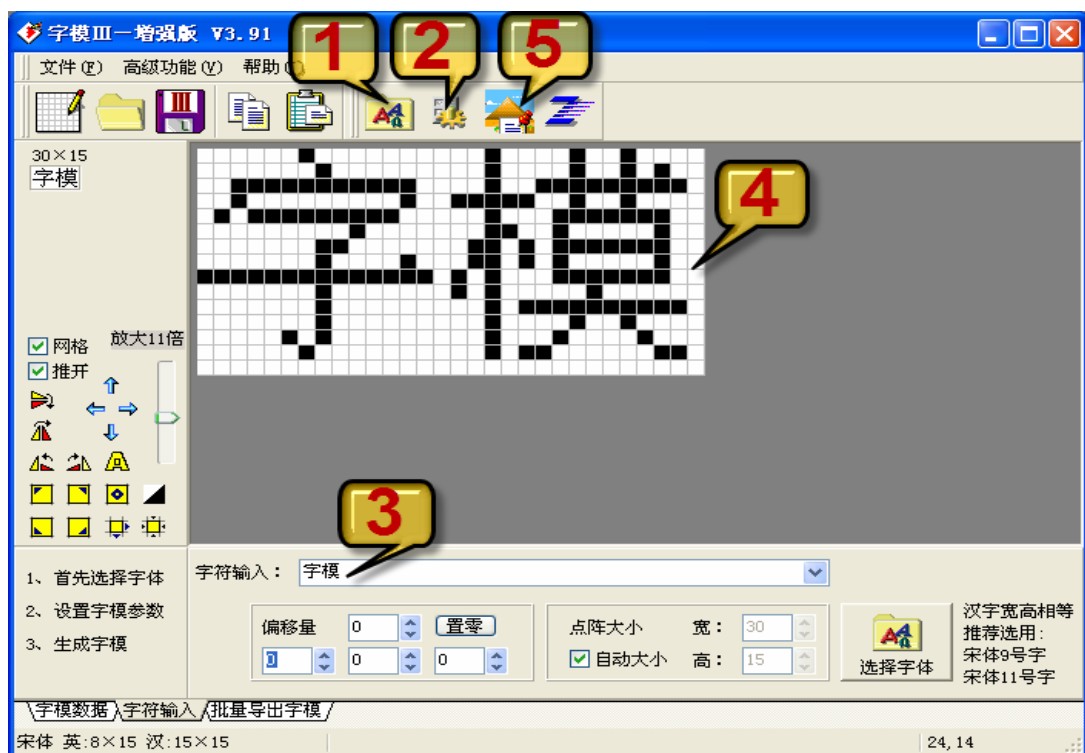 字模III－增强版 V3.91
文件(F) 高级功能(V) 帮助
1 2 5
30×15
字模
字模
4
网格 放大11倍
推开
3
字符输入： 字模
1、首先选择字体
2、设置字模参数
3、生成字模
偏移量 0 置零
0 0 0
点阵大小 宽： 30
自动大小 高： 15
选择字体
汉字宽高相等
推荐选用:
宋体9号字
宋体11号字
字模数据 字符输入 批量导出字模
宋体 英:8×15 汉:15×15 24,14